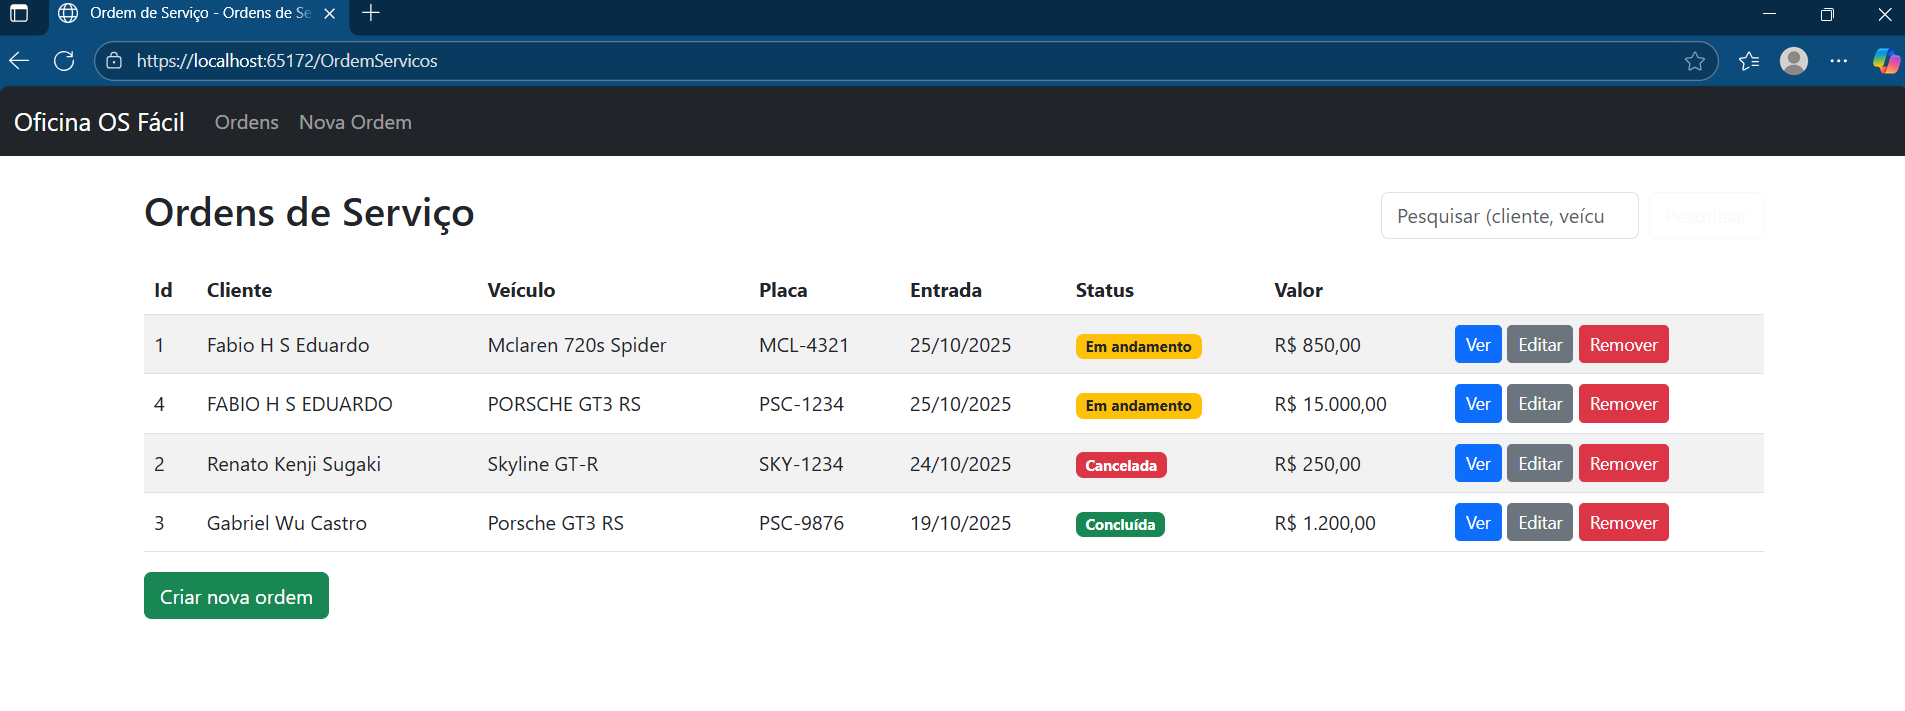 Ordem de Serviço - Ordens de Se
https://localhost:65172/OrdemServicos
Oficina OS Fácil Ordens Nova Ordem
Ordens de Serviço
Pesquisar (cliente, veícu Pesquisar
Id Cliente Veículo Placa Entrada Status Valor
1 Fabio H S Eduardo Mclaren 720s Spider MCL-4321 25/10/2025 Em andamento R$ 850,00 Ver Editar Remover
4 FABIO H S EDUARDO PORSCHE GT3 RS PSC-1234 25/10/2025 Em andamento R$ 15.000,00 Ver Editar Remover
2 Renato Kenji Sugaki Skyline GT-R SKY-1234 24/10/2025 Cancelada R$ 250,00 Ver Editar Remover
3 Gabriel Wu Castro Porsche GT3 RS PSC-9876 19/10/2025 Concluída R$ 1.200,00 Ver Editar Remover
Criar nova ordem